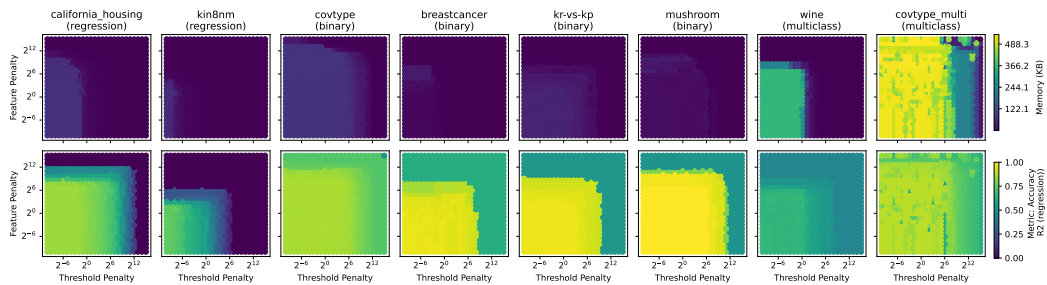 california_housing
(regression)
kin8nm
(regression)
covtype
(binary)
breastcancer
(binary)
kr-vs-kp
(binary)
mushroom
(binary)
wine
(multiclass)
covtype_multi
(multiclass)
Feature Penalty
2^12
2^6
2^0
2^−6
488.3
366.2
244.1
122.1
Memory (KB)
Feature Penalty
2^12
2^6
2^0
2^−6
1.00
0.75
0.50
0.25
0.00
Metric: Accuracy
R2 (regression))
2^−6 2^0 2^6 2^12
2^−6 2^0 2^6 2^12
2^−6 2^0 2^6 2^12
2^−6 2^0 2^6 2^12
2^−6 2^0 2^6 2^12
2^−6 2^0 2^6 2^12
2^−6 2^0 2^6 2^12
2^−6 2^0 2^6 2^12
Threshold Penalty
Threshold Penalty
Threshold Penalty
Threshold Penalty
Threshold Penalty
Threshold Penalty
Threshold Penalty
Threshold Penalty